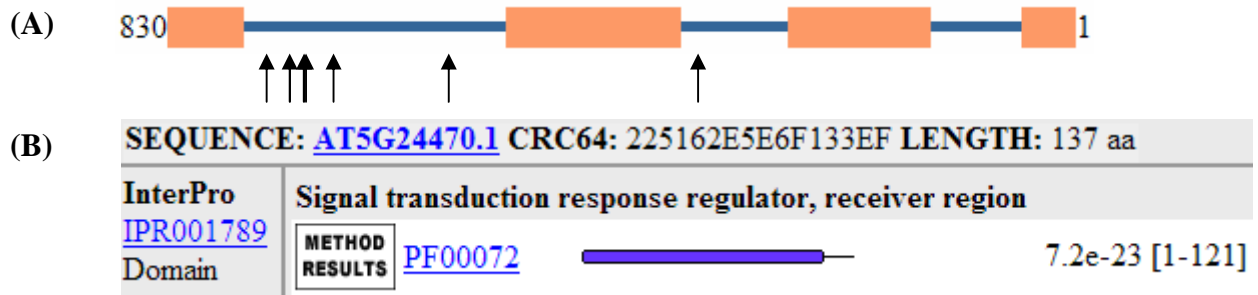 (A) 830 1
(B) SEQUENCE: AT5G24470.1 CRC64: 225162E5E6F133EF LENGTH: 137 aa
InterPro Signal transduction response regulator, receiver region
IPR001789
METHOD
RESULTS PF00072 7.2e-23 [1-121]
Domain